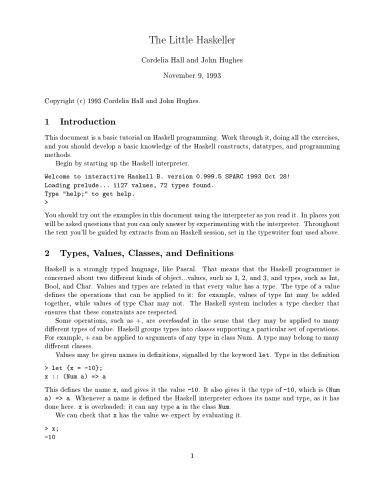 The Little Haskeller
Cordelia Hall and John Hughes
November 9, 1993
Copyright (c) 1993 Cordelia Hall and John Hughes.
1 Introduction
This document is a basic tutorial on Haskell programming. Work through it, doing all the exercises,
and you should develop a basic knowledge of the Haskell constructs, datatypes, and programming
methods.
Begin by starting up the Haskell interpreter.
Welcome to interactive Haskell B. version 0.999.5 SPARC 1993 Oct 28!
Loading prelude... 1127 values, 72 types found.
Type "help;" to get help.
>
You should try out the examples in this document using the interpreter as you read it. In places you
will be asked questions that you can only answer by experimenting with the interpreter. Throughout
the text you'll be guided by extracts from an Haskell session, set in the typewriter font used above.
2 Types, Values, Classes, and Definitions
Haskell is a strongly typed language, like Pascal. That means that the Haskell programmer is
concerned about two different kinds of object...values, such as 1, 2, and 3, and types, such as Int,
Bool, and Char. Values and types are related in that every value has a type. The type of a value
defines the operations that can be applied to it: for example, values of type Int may be added
together, while values of type Char may not. The Haskell System includes a type checker that
ensures that these constraints are respected.
Some operations, such as +, are overloaded in the sense that they may be applied to many
different types of value. Haskell groups types into classes supporting a particular set of operations.
For example, + can be applied to arguments of any type in class Num. A type may belong to many
different classes.
Values may be given names in definitions, signalled by the keyword let. Type in the definition
> let {x = -10};
x :: (Num a) => a
This defines the name x, and gives it the value -10. It also gives it the type of -10, which is (Num
a) => a. Whenever a name is defined the Haskell interpreter echoes its name and type, as it has
done here. x is overloaded: it can any type a in the class Num.
We can check that x has the value we expect by evaluating it.
> x;
-10
1